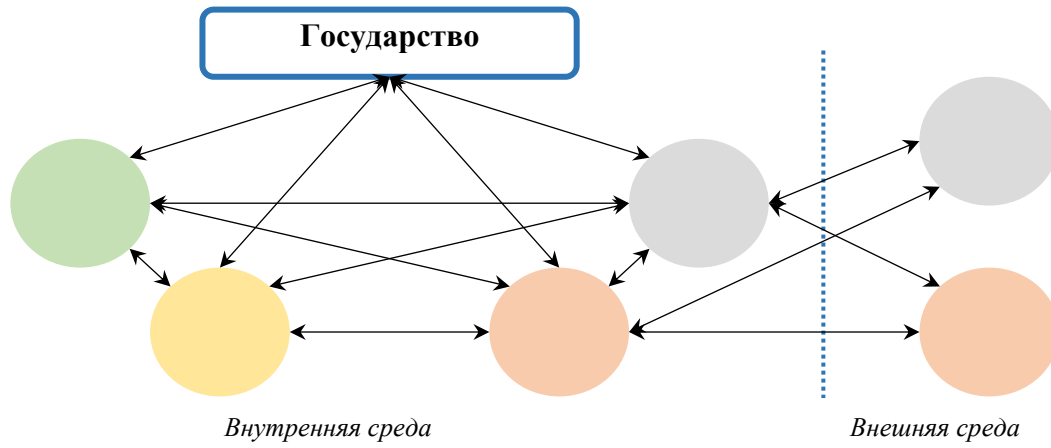 Государство
Внутренняя среда
Внешняя среда